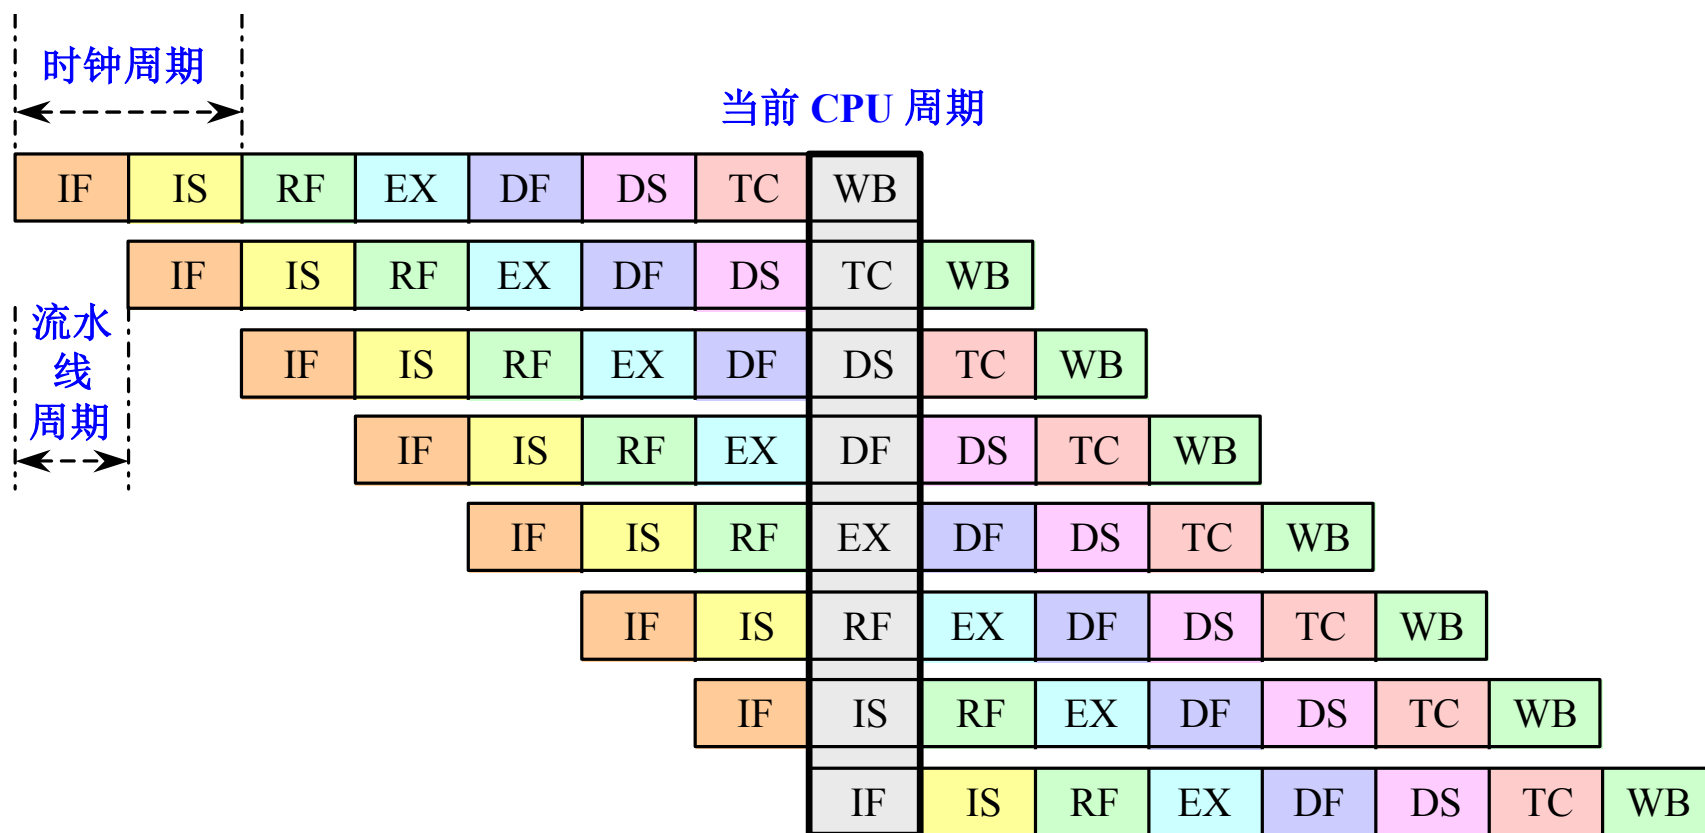 时钟周期
当前 CPU 周期
IF IS RF EX DF DS TC WB
IF IS RF EX DF DS TC WB
流水
线
周期
IF IS RF EX DF DS TC WB
IF IS RF EX DF DS TC WB
IF IS RF EX DF DS TC WB
IF IS RF EX DF DS TC WB
IF IS RF EX DF DS TC WB
IF IS RF EX DF DS TC WB